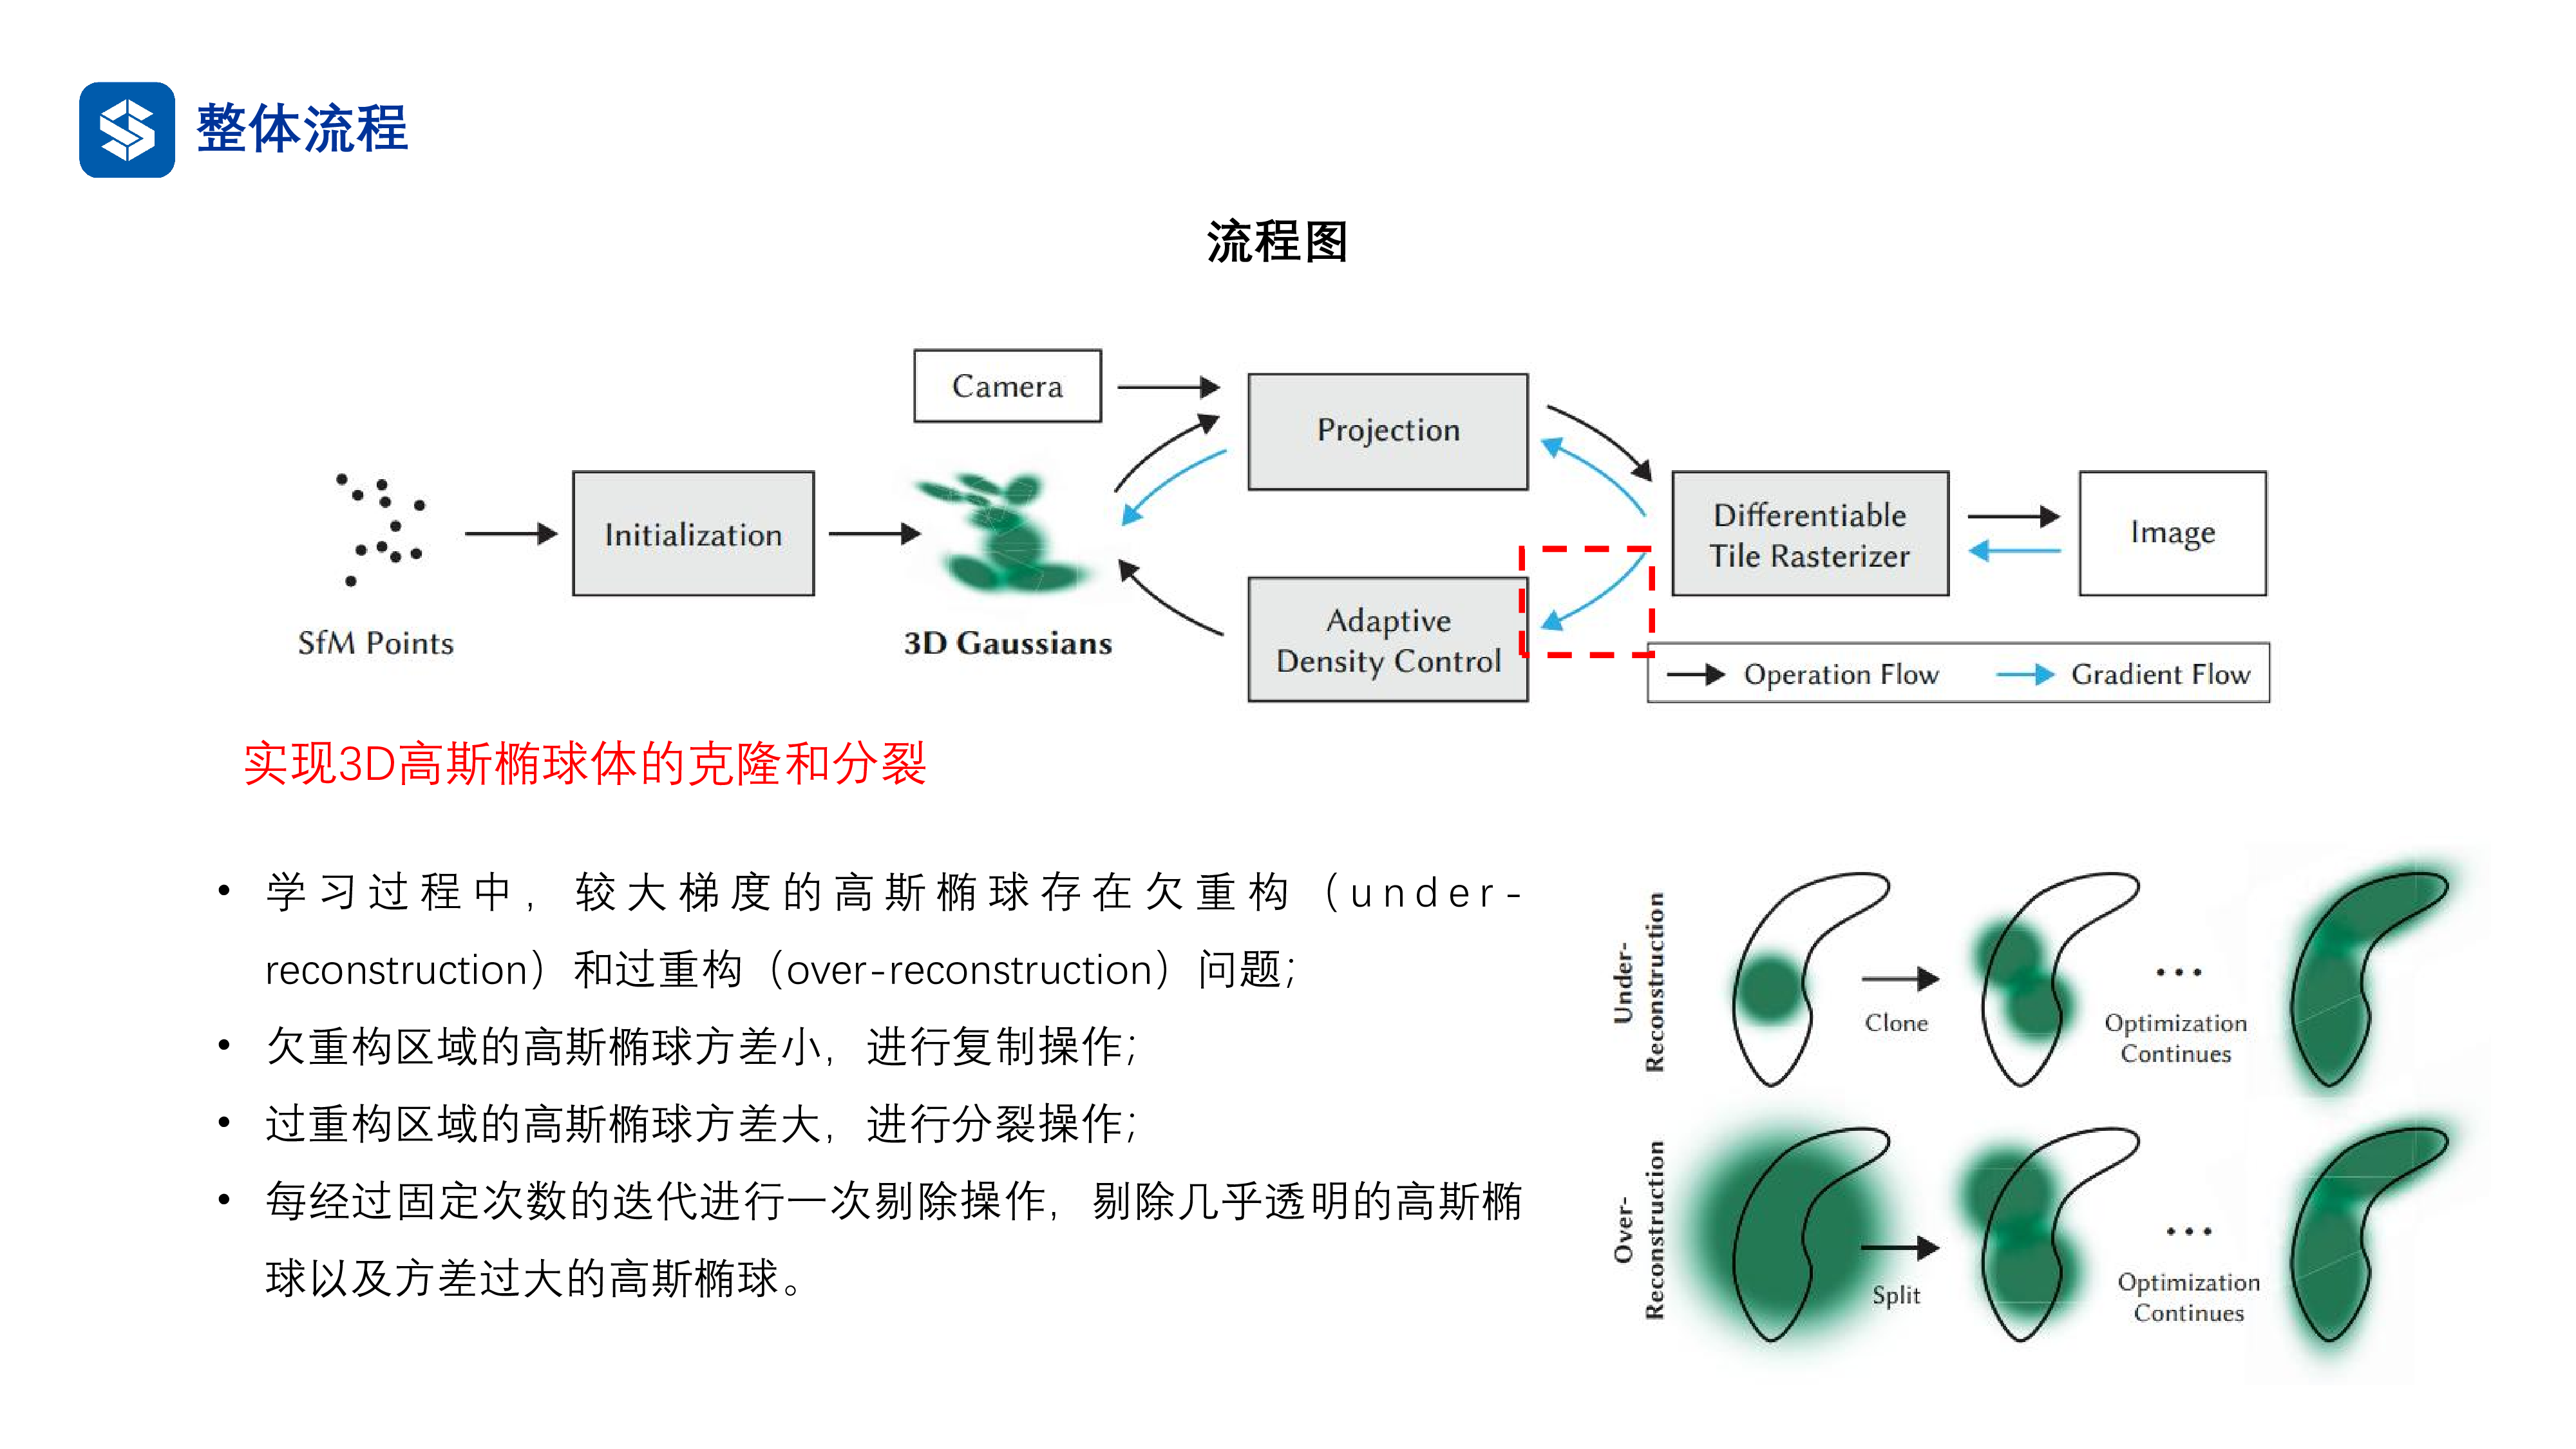 整体流程
流程图
Camera
Projection
Initialization
Differentiable
Tile Rasterizer
Image
Adaptive
Density Control
SfM Points
3D Gaussians
Operation Flow
Gradient Flow
实现3D高斯椭球体的克隆和分裂
• 学习过程中，较大梯度的高斯椭球存在欠重构（under-
reconstruction）和过重构（over-reconstruction）问题；
• 欠重构区域的高斯椭球方差小，进行复制操作；
• 过重构区域的高斯椭球方差大，进行分裂操作；
• 每经过固定次数的迭代进行一次剔除操作，剔除几乎透明的高斯椭
球以及方差过大的高斯椭球。
Under-
Reconstruction
Clone
...
Optimization
Continues
Over-
Reconstruction
Split
...
Optimization
Continues